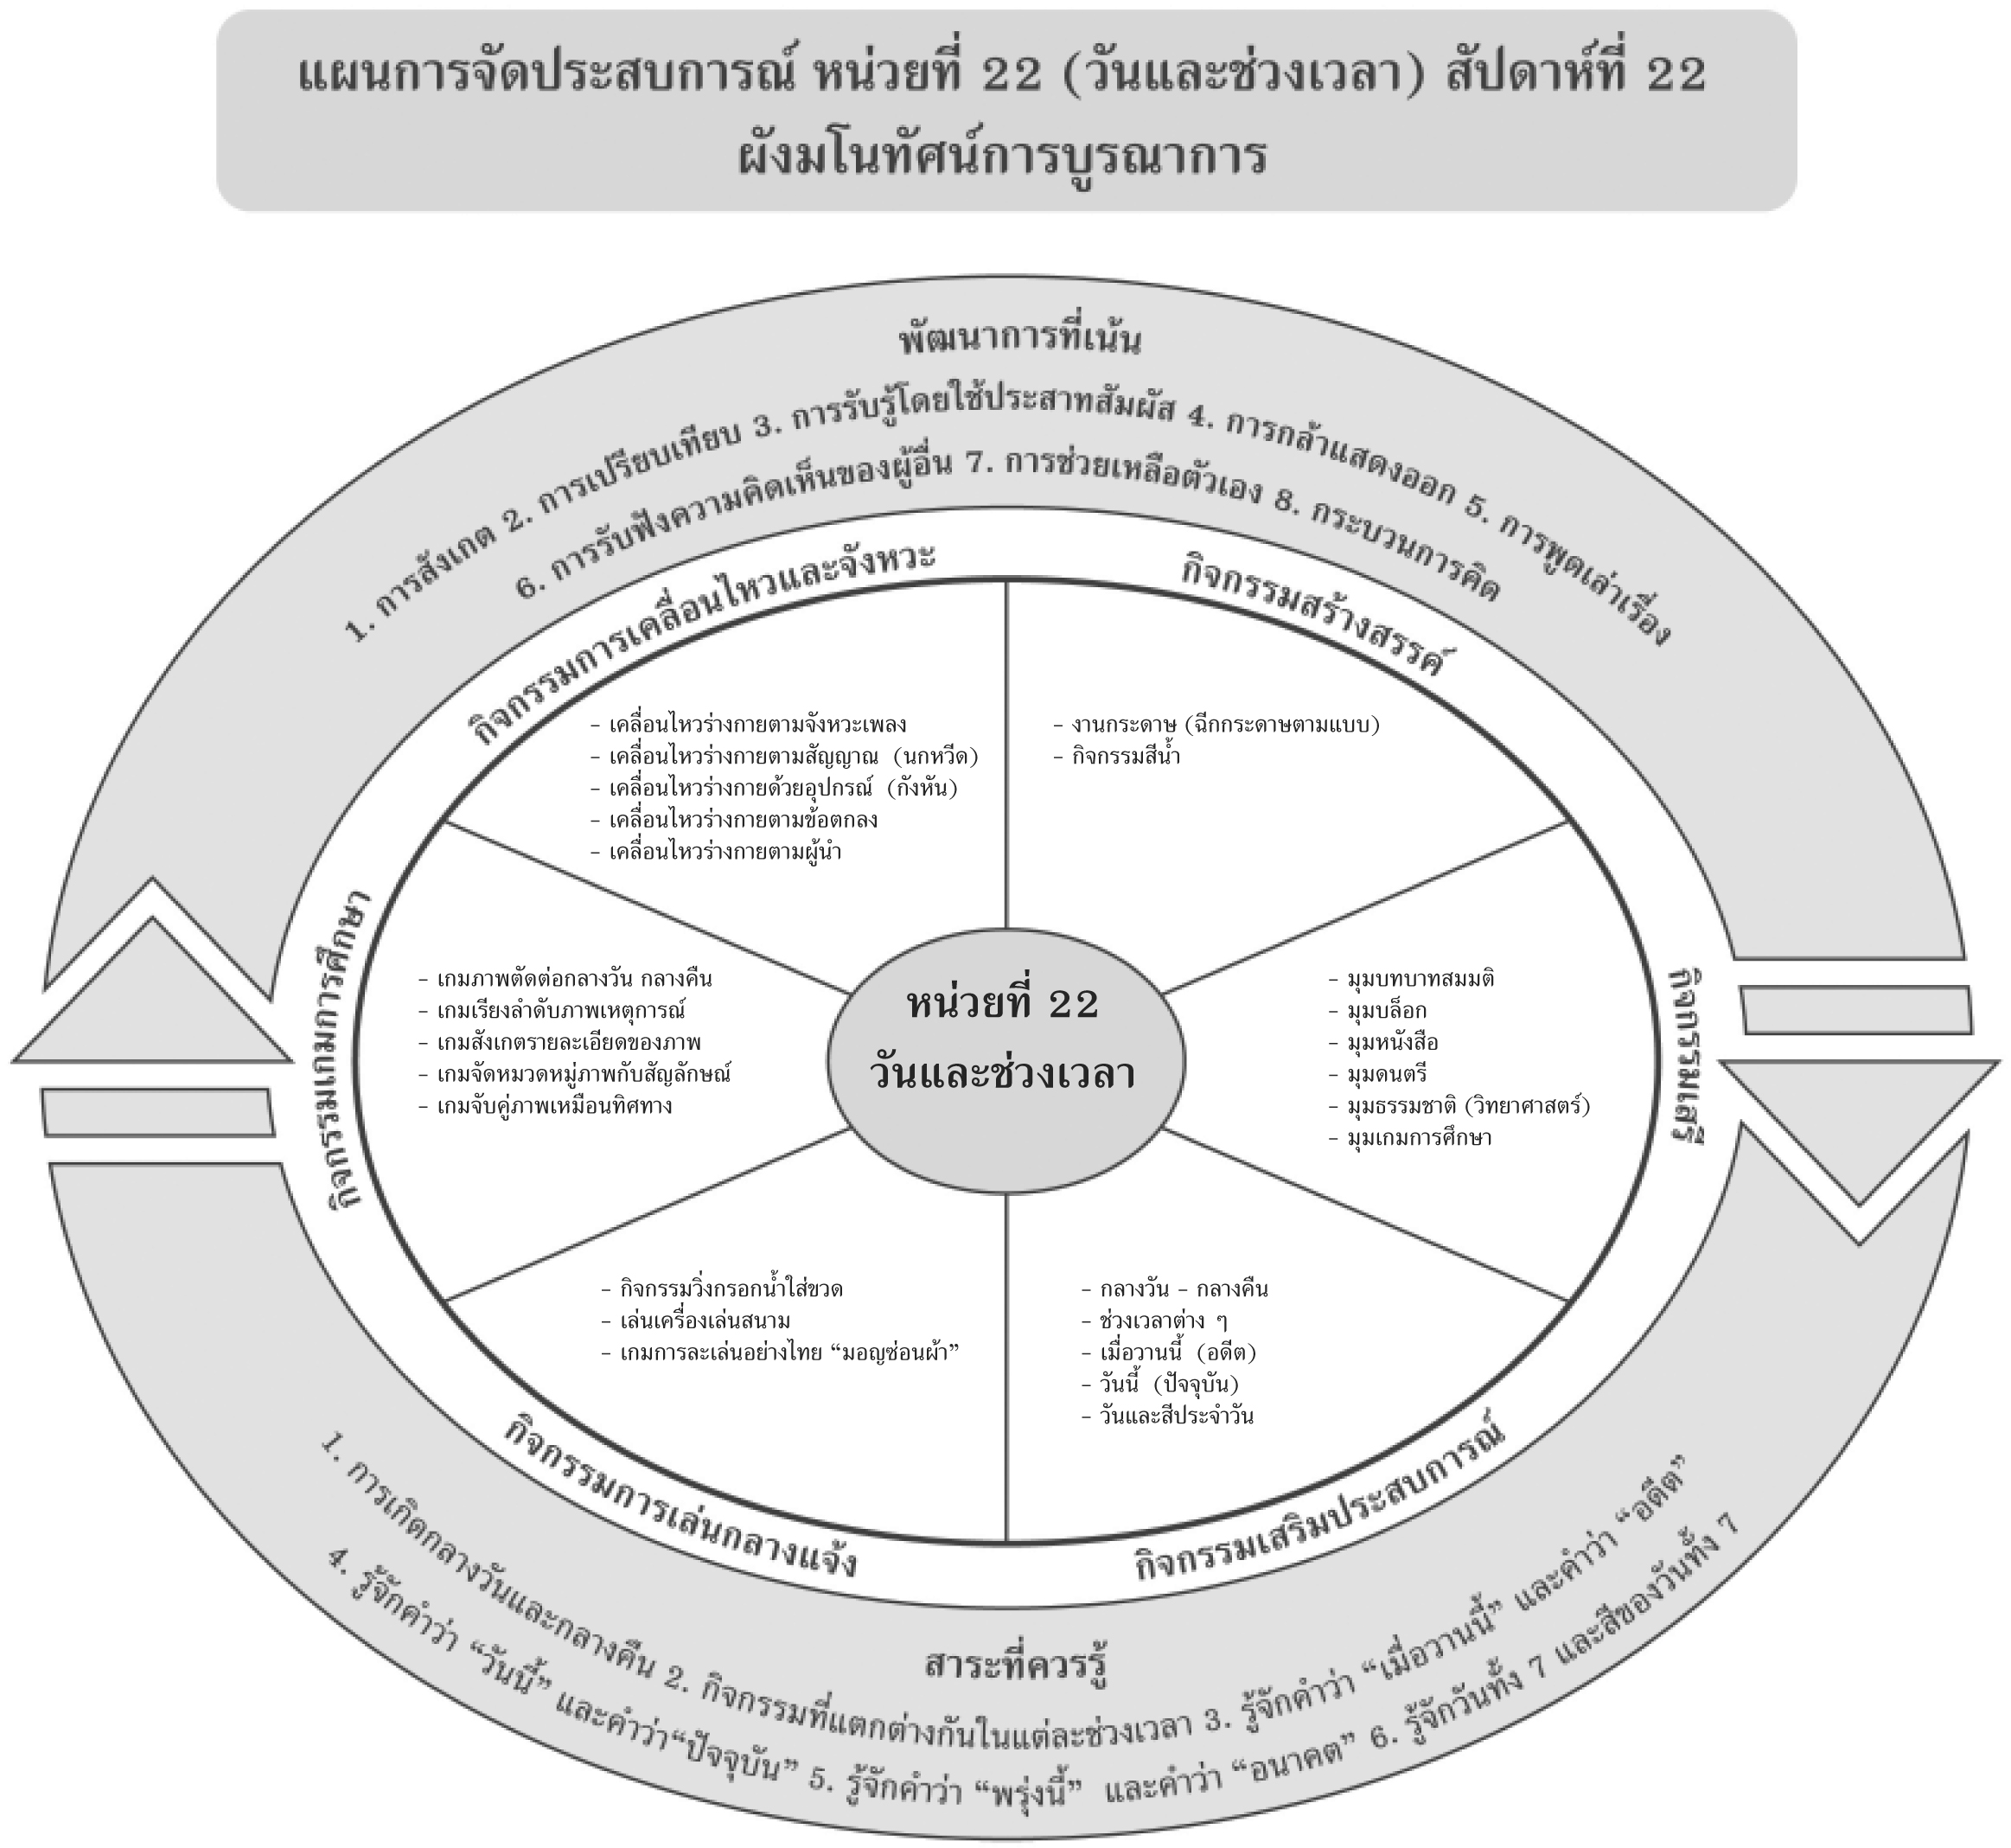 แผนการจัดประสบการณ์ หน่วยที่ 22 (วันและช่วงเวลา) สัปดาห์ที่ 22
ผังมโนทัศน์การบูรณาการ
พัฒนาการที่เน้น
1. การสังเกต 2. การเปรียบเทียบ 3. การรับรู้โดยใช้ประสาทสัมผัส 4. การกล้าแสดงออก 5. การพูดเล่าเรื่อง
6. การรับฟังความคิดเห็นของผู้อื่น 7. การช่วยเหลือตัวเอง 8. กระบวนการคิด
กิจกรรมการเคลื่อนไหวและจังหวะ
- เคลื่อนไหวร่างกายตามจังหวะเพลง
- เคลื่อนไหวร่างกายตามสัญญาณ (นกหวีด)
- เคลื่อนไหวร่างกายด้วยอุปกรณ์ (กังหัน)
- เคลื่อนไหวร่างกายตามข้อตกลง
- เคลื่อนไหวร่างกายตามผู้นำ
กิจกรรมสร้างสรรค์
- งานกระดาษ (ฉีกกระดาษตามแบบ)
- กิจกรรมสีน้ำ
กิจกรรมเกมการศึกษา
- เกมภาพตัดต่อกลางวัน กลางคืน
- เกมเรียงลำดับภาพเหตุการณ์
- เกมสังเกตรายละเอียดของภาพ
- เกมจัดหมวดหมู่ภาพกับสัญลักษณ์
- เกมจับคู่ภาพเหมือนทิศทาง
หน่วยที่ 22
วันและช่วงเวลา
กิจกรรมเสรี
- มุมบทบาทสมมติ
- มุมบล็อก
- มุมหนังสือ
- มุมดนตรี
- มุมธรรมชาติ (วิทยาศาสตร์)
- มุมเกมการศึกษา
- กิจกรรมวิ่งกรอกน้ำใส่ขวด
- เล่นเครื่องเล่นสนาม
- เกมการละเล่นอย่างไทย “มอญซ่อนผ้า”
กิจกรรมการเล่นกลางแจ้ง
- กลางวัน - กลางคืน
- ช่วงเวลาต่าง ๆ
- เมื่อวานนี้ (อดีต)
- วันนี้ (ปัจจุบัน)
- วันและสีประจำวัน
กิจกรรมเสริมประสบการณ์
สาระที่ควรรู้
1. การเกิดกลางวันและกลางคืน 2. กิจกรรมที่แตกต่างกันในแต่ละช่วงเวลา 3. รู้จักคำว่า “เมื่อวานนี้” และคำว่า “อดีต”
4. รู้จักคำว่า “วันนี้” และคำว่า“ปัจจุบัน” 5. รู้จักคำว่า “พรุ่งนี้” และคำว่า “อนาคต” 6. รู้จักวันทั้ง 7 และสีของวันทั้ง 7